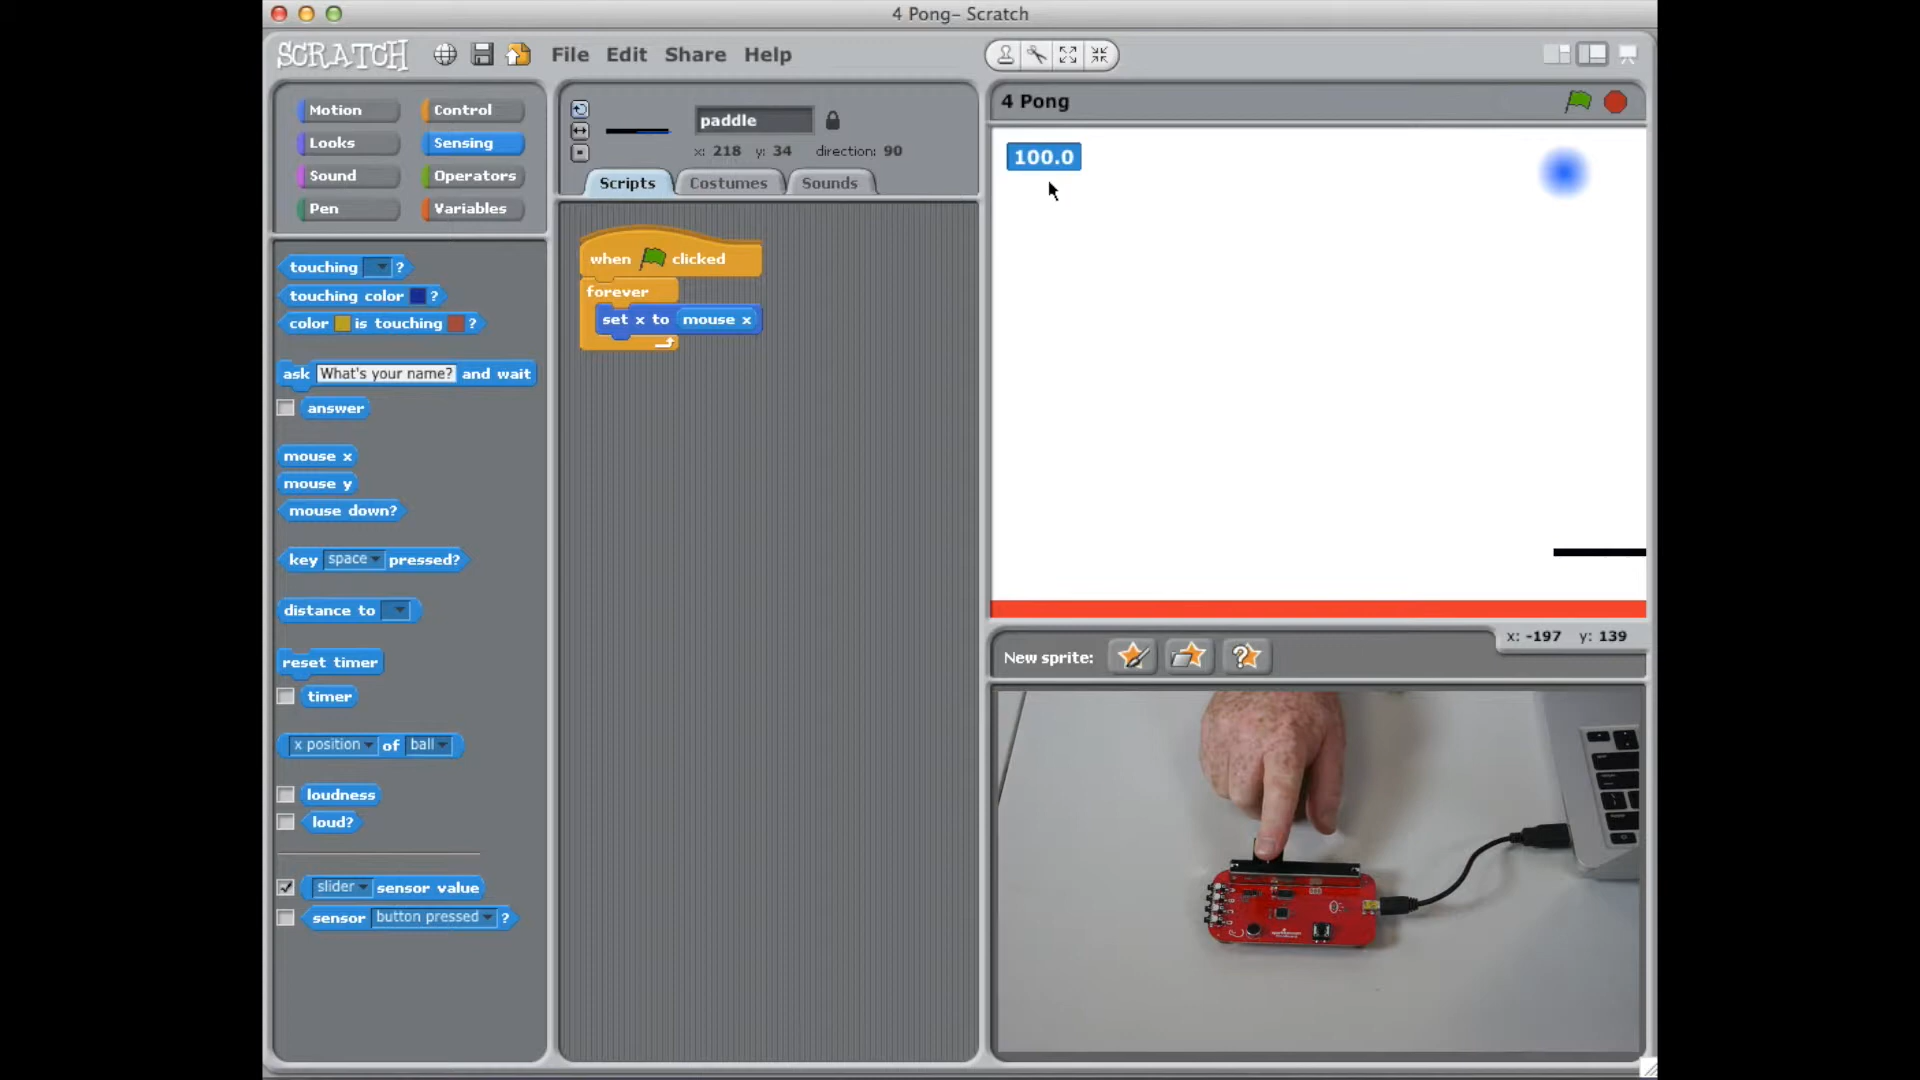 4 Pong- Scratch
SCRATCH
File Edit Share Help
Motion Control
Looks Sensing
Sound Operators
Pen Variables
paddle
x: 218 y: 34 direction: 90
Scripts Costumes Sounds
touching ?
touching color ?
color is touching ?
ask What's your name? and wait
answer
mouse x
mouse y
mouse down?
key space pressed?
distance to
reset timer
timer
x position of ball
loudness
loud?
slider sensor value
sensor button pressed ?
when clicked
forever
set x to mouse x
4 Pong
100.0
x: -197 y: 139
New sprite: